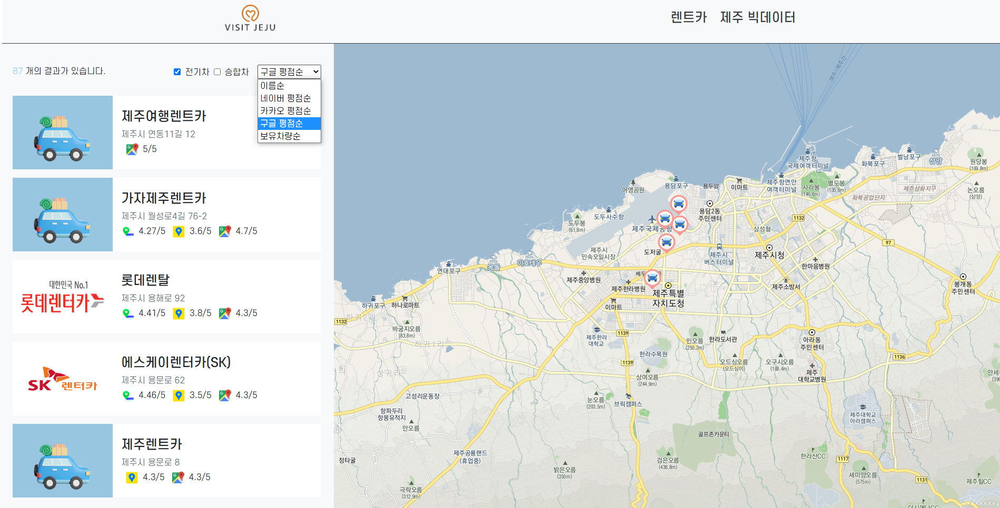 VISIT JEJU
렌트카 제주 빅데이터
87 개의 결과가 있습니다.
전기차 승합차 구글 평점순
이름순
네이버 평점순
카카오 평점순
구글 평점순
보유차량순
제주여행렌트카
제주시 연동11길 12
5/5
가자제주렌트카
제주시 월성로4길 76-2
4.27/5 3.6/5 4.7/5
대한민국 No.1
롯데렌터카
롯데렌탈
제주시 용해로 92
4.41/5 3.8/5 4.3/5
SK 렌터카
에스케이렌터카(SK)
제주시 용문로 62
4.46/5 3.5/5 4.3/5
제주렌트카
제주시 용문로 8
4.3/5 4.3/5
여수-제주간
제주항
국제여객터미널
화북포구
벌낭포구
삼양
원당봉
(169.8m)
어영공원
용담포구
용두암
이마트
제주항연안
여객터미널
사라봉
(146.6m)
별도봉
(135.6m)
제주삼화지구
화북공업단지
논오름
(삼양)
도두사수항
도두봉
(61.8m)
용담2동
주민센터
1132
제주국제공항
삼성혈
97
제주시
민속오일시장
도저굴
제주시
버스터미널
제주시청
한마음병원
연대포구
몽돌
이호테우
제주중앙병원
제주한라병원
제주특별
자치도청
제주소방서
봉개동
주민센터
하귀포구
하나로마트
이마트
1132
하귀2리
바굼지오름
(83.8m)
하귀1리
제주한라
대학교
1139
민오름
(250.2m)
한라도서관
아라동
주민센터
한라수목원
1139
오드싱오름
(오드싱이)
오구시오름
(188.4m)
1136
제주
대학교병원
상귀리
상여오름
(244.9m)
고성리운동장
눈오름
(203.5m)
브릭캠퍼스
항파두리
항몽유적지
안오름
제주대학교
아라캠퍼스
골프존카운티
제주공룡랜드
(휴업중)
정타굴
밝은오름
(350m)
검은오름
(438.8m)
한라산CC
1117
세미양오름
(575m)
1131
제주힐CC
극락오름
(312.9m)